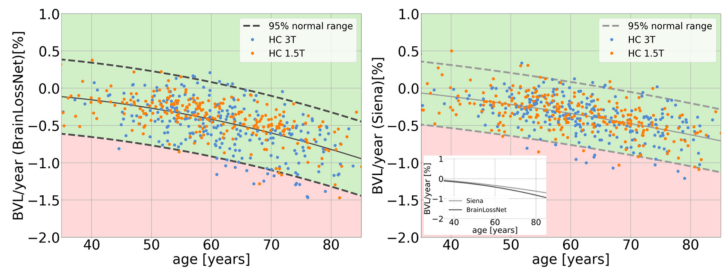 BVL/year (BrainLossNet)[%]
1.0
0.5
0.0
−0.5
−1.0
−1.5
−2.0
40 50 60 70 80
age [years]
95% normal range
HC 3T
HC 1.5T
BVL/year (Siena)[%]
1.0
0.5
0.0
−0.5
−1.0
−1.5
−2.0
40 50 60 70 80
age [years]
95% normal range
HC 3T
HC 1.5T
BVL/year [%]
1
0
−1
−2
Siena
BrainLossNet
40 60 80
age [years]